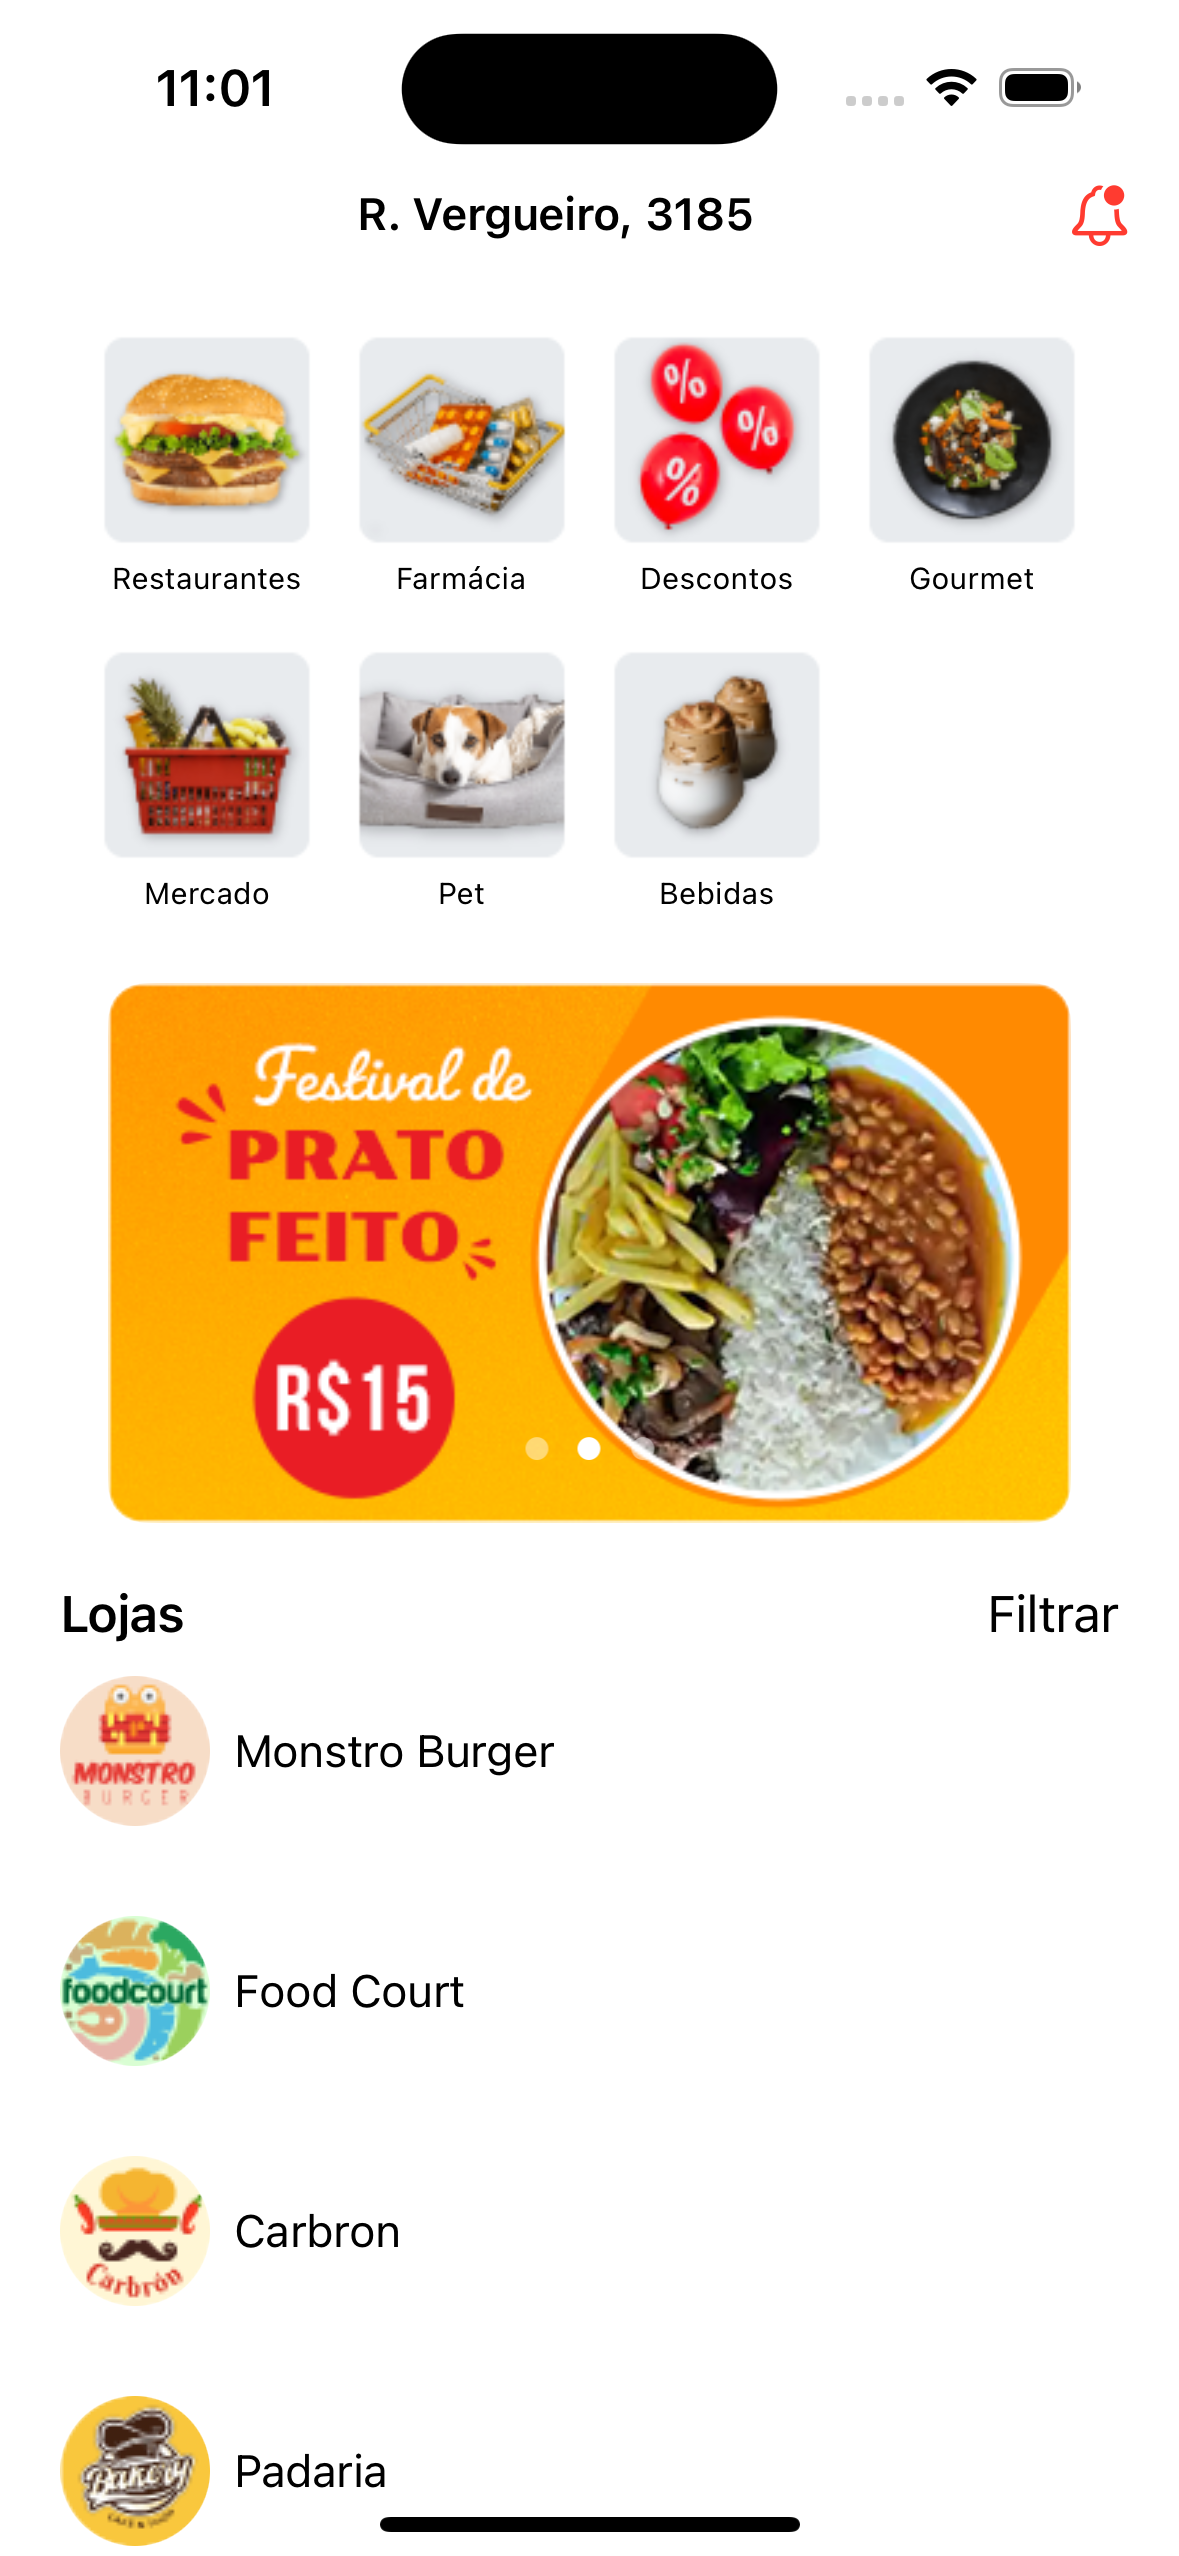 11:01
R. Vergueiro, 3185
% % %
Restaurantes
Farmácia
Descontos
Gourmet
Mercado
Pet
Bebidas
Festival de
PRATO
FEITO
R$15
Lojas
Filtrar
MONSTRO
BURGER
Monstro Burger
foodcourt
Food Court
Carbrón
Carbron
Bakery
Padaria